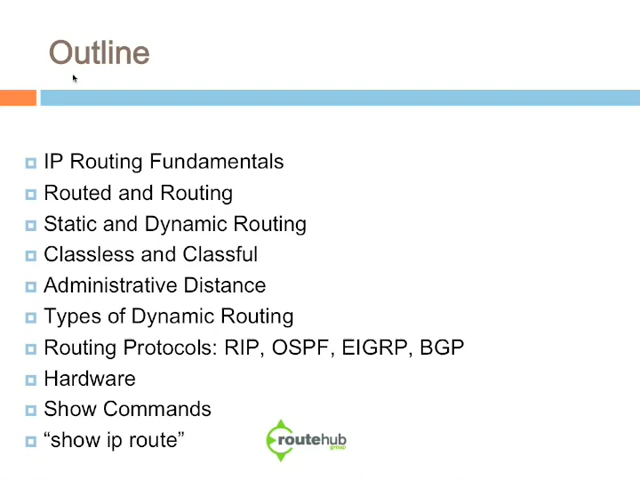 Outline
IP Routing Fundamentals
Routed and Routing
Static and Dynamic Routing
Classless and Classful
Administrative Distance
Types of Dynamic Routing
Routing Protocols: RIP, OSPF, EIGRP, BGP
Hardware
Show Commands
“show ip route”
routehub
group